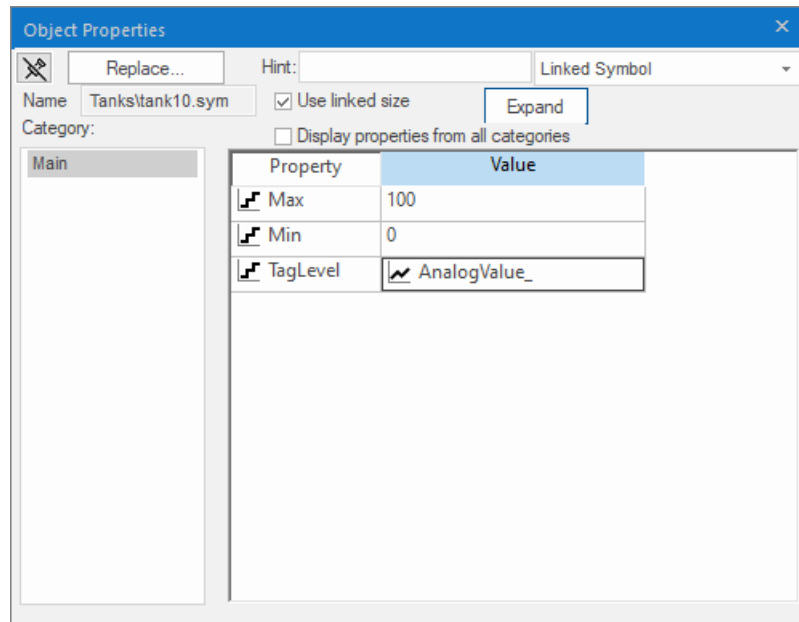 Object Properties
Replace... Hint: Linked Symbol
Name Tanks\tank10.sym Use linked size Expand
Category: Display properties from all categories
Main Property Value
Max 100
Min 0
TagLevel AnalogValue_